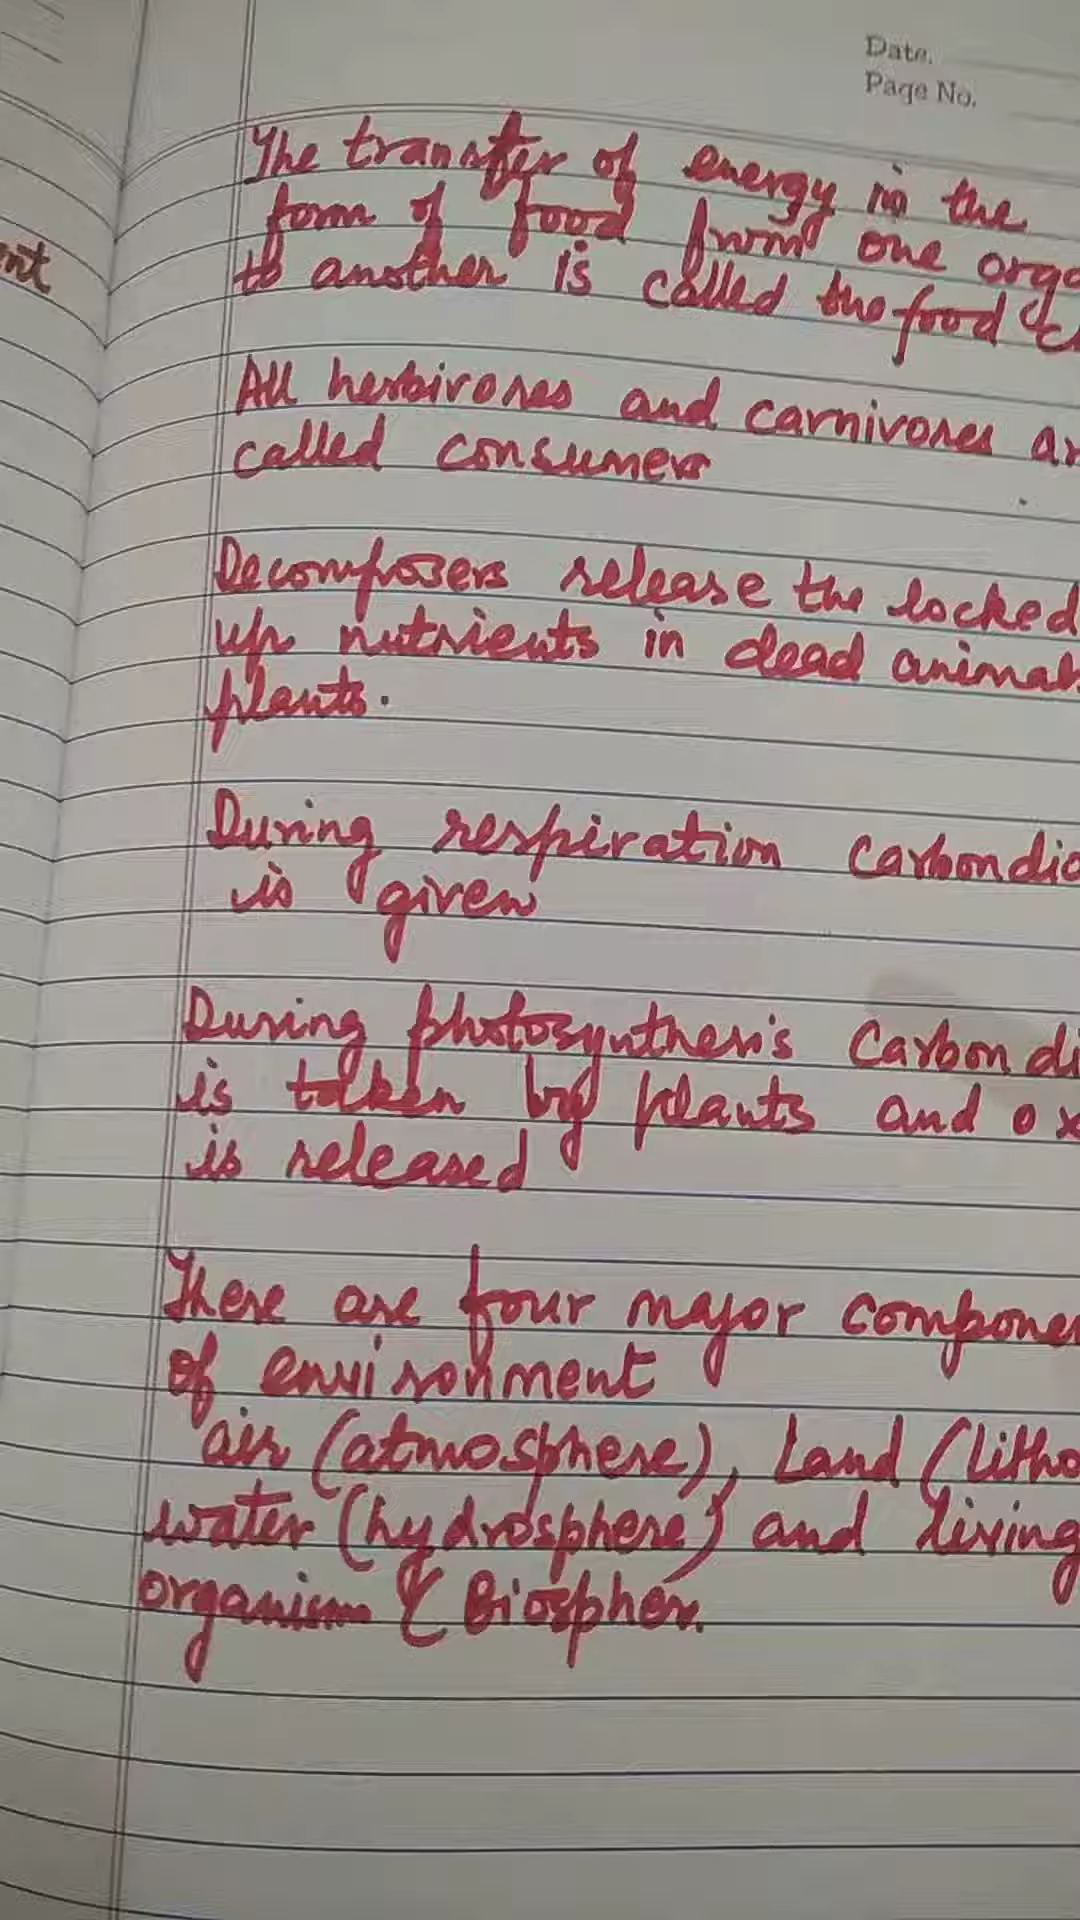 Date.
Page No.
nt
The transfer of energy in the
form of food from one orga
to another is called the food c
All herbivores and carnivores ar
called consumers
Decomposers release the locked
up nutrients in dead animals
plants.
During respiration carbondio
is given
During photosynthesis Carbon di
is taken by plants and ox
is released
There are four major componen
of environment
air (atmosphere), Land (litho
water (hydrosphere) and living
organism ( Biosphere.